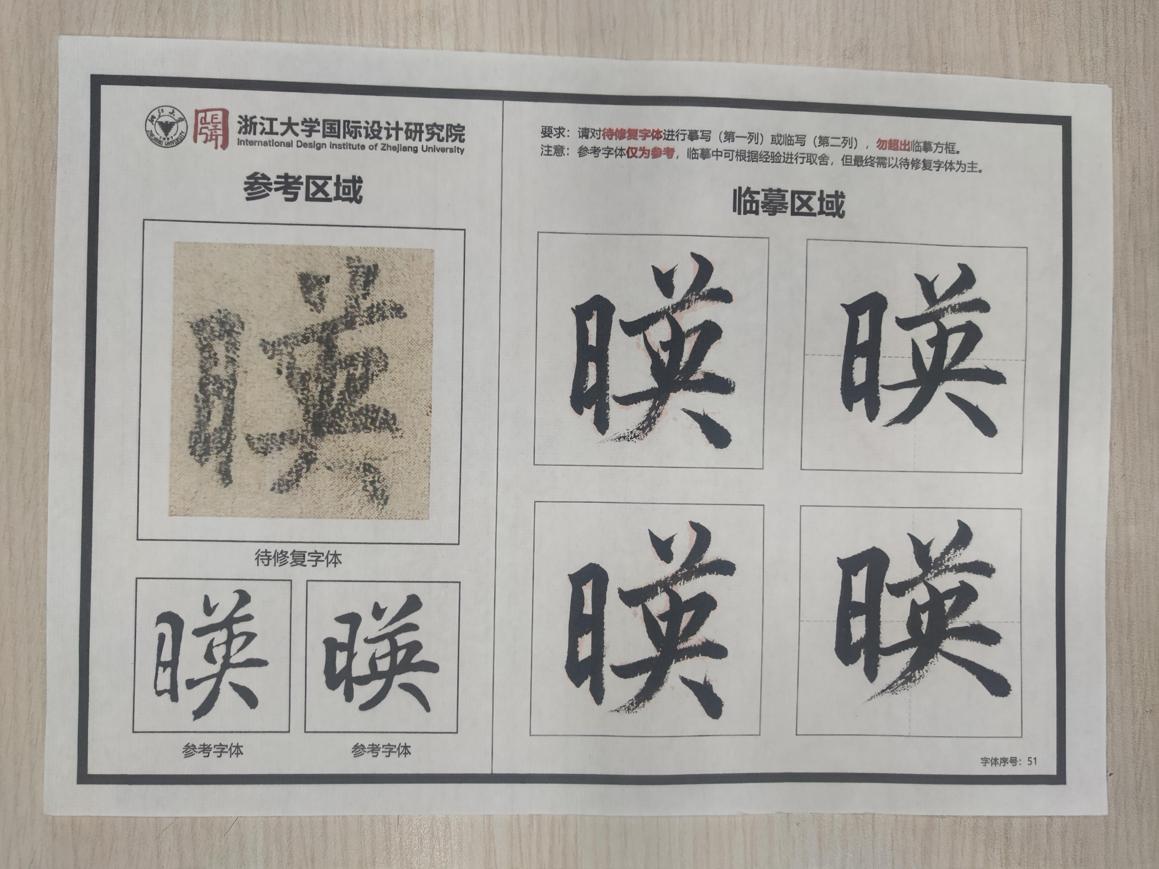 浙江大学国际设计研究院
International Design Institute of Zhejiang University
参考区域
暎
待修复字体
暎 暎
参考字体 参考字体
要求：请对待修复字体进行摹写（第一列）或临写（第二列），勿超出临摹方框。
注意：参考字体仅为参考，临摹中可根据经验进行取舍，但最终需以待修复字体为主。
临摹区域
暎 暎
暎 暎
字体序号：51